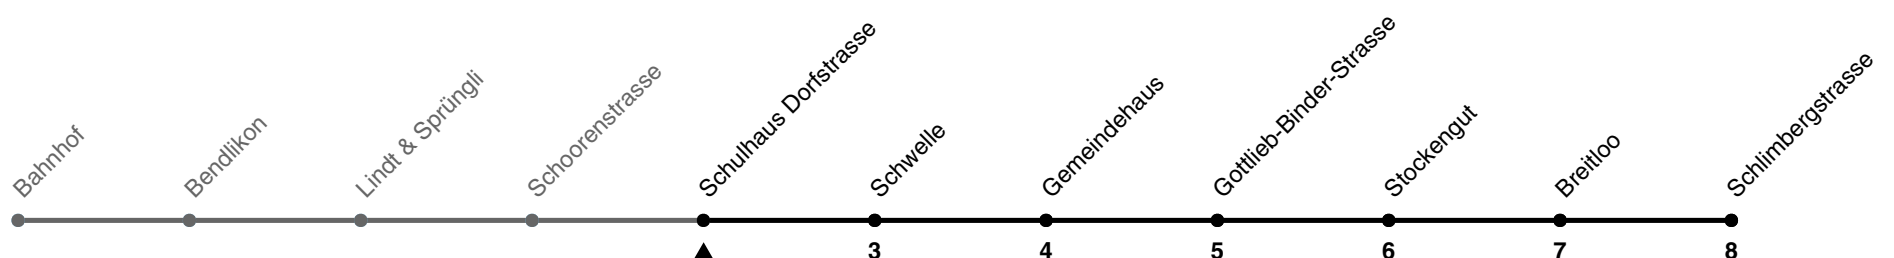 Bahnhof
Bendlikon
Lindt & Sprüngli
Schoorenstrasse
Schulhaus Dorfstrasse
Schwelle
Gemeindehaus
Gottlieb-Binder-Strasse
Stockengut
Breitloo
Schlimbergstrasse
3 4 5 6 7 8